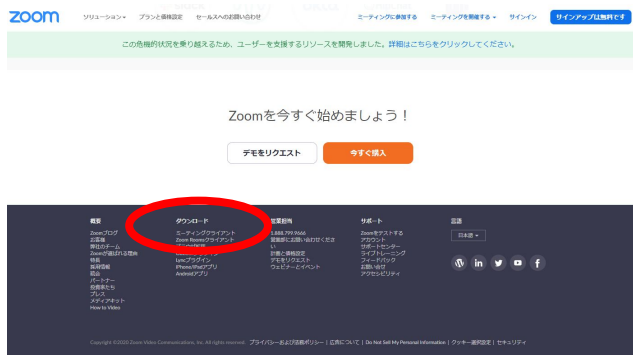 zoom
ソリューション プランと価格設定 セールスへのお問い合わせ ミーティングに参加する ミーティングを開催する サインイン サインアップは無料です
この危機的状況を乗り越えるため、ユーザーを支援するリソースを開発しました。詳細はこちらをクリックしてください。
Zoomを今すぐ始めましょう！
デモをリクエスト 今すぐ購入
概要
Zoomブログ
お客様
弊社のチーム
Zoomが選ばれる理由
特長
採用情報
統合
パートナー
投資家たち
プレス
メディアキット
How to Video
ダウンロード
ミーティングクライアント
Zoom Roomsクライアント
Lyncプラグイン
iPhone/iPadアプリ
Androidアプリ
営業担当
1.888.799.9666
営業部にお問い合わせくださ
い
計画と価格設定
デモをリクエスト
ウェビナーとイベント
サポート
Zoomをテストする
アカウント
サポートセンター
ライブトレーニング
フィードバック
お問い合せ
アクセシビリティ
言語
日本語
in
f
Copyright ©2020 Zoom Video Communications, Inc. All rights reserved. プライバシーおよび法務ポリシー | 広告について | Do Not Sell My Personal Information | クッキー選択設定 | セキュリティ